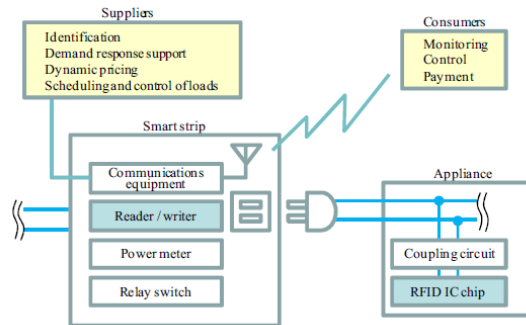 Suppliers
Identification
Demand response support
Dynamic pricing
Scheduling and control of loads
Consumers
Monitoring
Control
Payment
Smart strip
Communications
equipment
Reader / writer
Power meter
Relay switch
Appliance
Coupling circuit
RFID IC chip